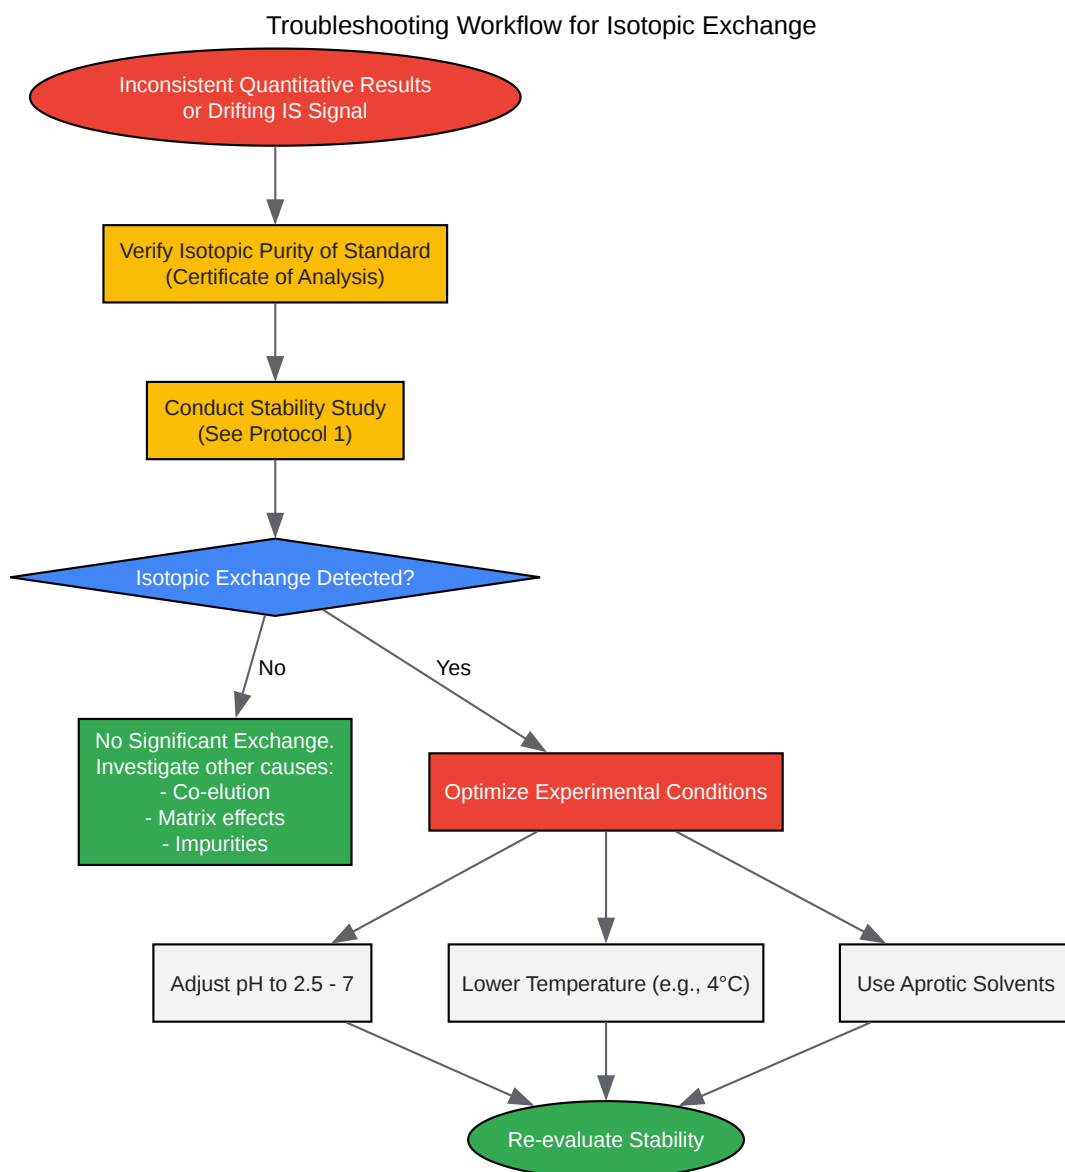 Troubleshooting Workflow for Isotopic Exchange
Inconsistent Quantitative Results
or Drifting IS Signal
Verify Isotopic Purity of Standard
(Certificate of Analysis)
Conduct Stability Study
(See Protocol 1)
Isotopic Exchange Detected?
No
Yes
No Significant Exchange.
Investigate other causes:
- Co-elution
- Matrix effects
- Impurities
Optimize Experimental Conditions
Adjust pH to 2.5 - 7
Lower Temperature (e.g., 4°C)
Use Aprotic Solvents
Re-evaluate Stability